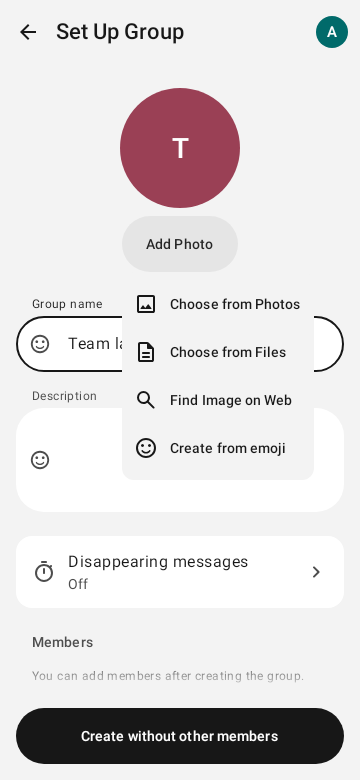 Set Up Group
A
T
Add Photo
Group name
Choose from Photos
Team
Choose from Files
Description
Find Image on Web
Create from emoji
Disappearing messages
Off
Members
You can add members after creating the group.
Create without other members